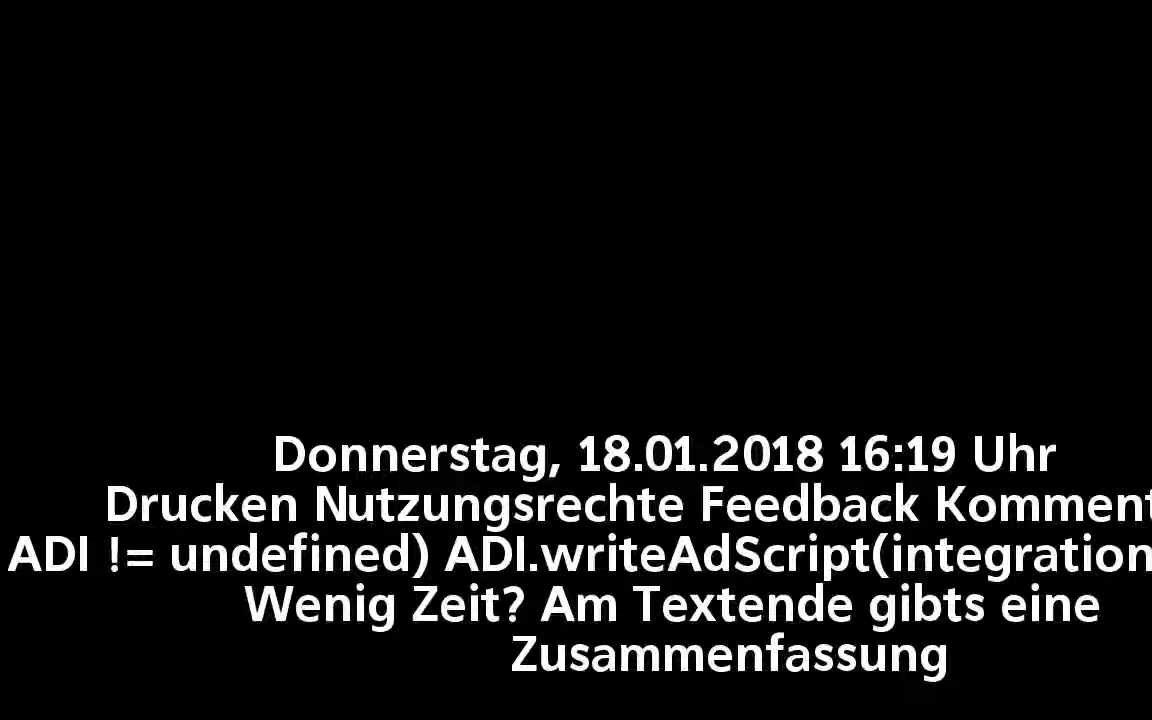 Donnerstag, 18.01.2018 16:19 Uhr
Drucken Nutzungsrechte Feedback Komment
ADI != undefined) ADI.writeAdScript(integration
Wenig Zeit? Am Textende gibts eine
Zusammenfassung